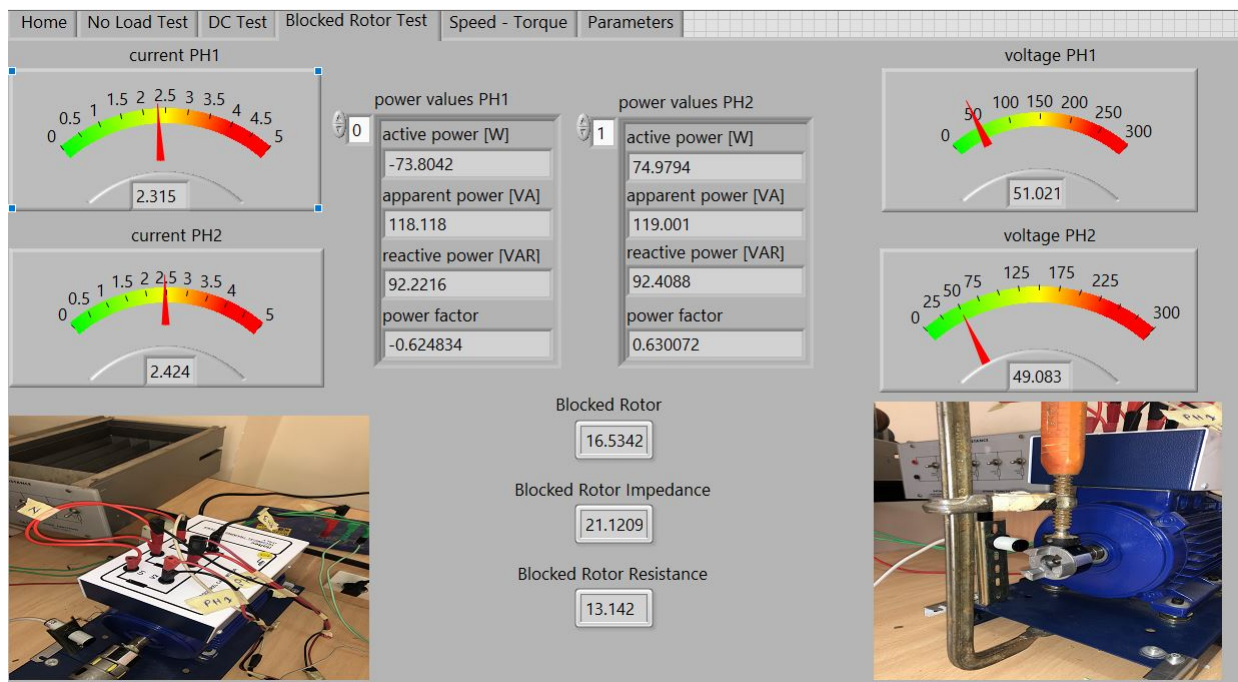 Home No Load Test DC Test Blocked Rotor Test Speed - Torque Parameters
current PH1
0 0.5 1 1.5 2 2.5 3 3.5 4 4.5 5
2.315
current PH2
0 0.5 1 1.5 2 2.5 3 3.5 4 5
2.424
0
power values PH1
active power [W]
-73.8042
apparent power [VA]
118.118
reactive power [VAR]
92.2216
power factor
-0.624834
1
power values PH2
active power [W]
74.9794
apparent power [VA]
119.001
reactive power [VAR]
92.4088
power factor
0.630072
voltage PH1
0 50 100 150 200 250 300
51.021
voltage PH2
0 25 50 75 125 175 225 300
49.083
Blocked Rotor
16.5342
Blocked Rotor Impedance
21.1209
Blocked Rotor Resistance
13.142
N
PH1
PH1